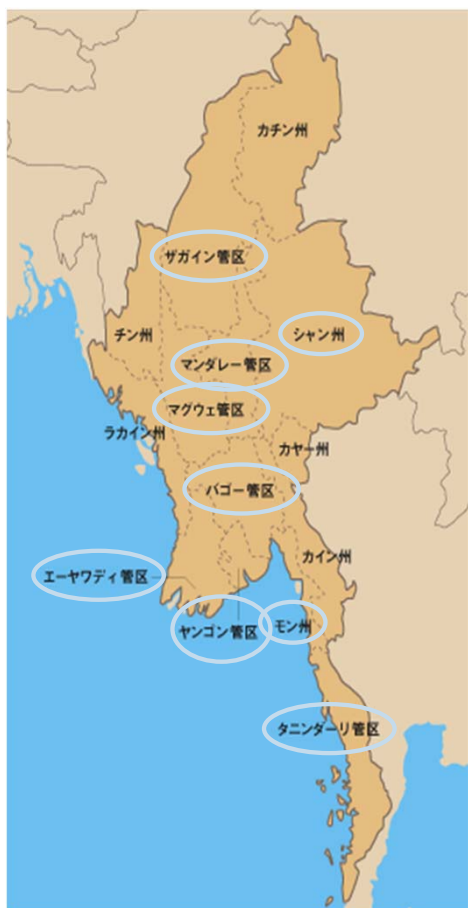 カチン州
ザガイン管区
チン州
シャン州
マンダレー管区
マグウェ管区
ラカイン州
カヤー州
バゴー管区
カイン州
エーヤワディ管区
ヤンゴン管区
モン州
タニンダーリ管区